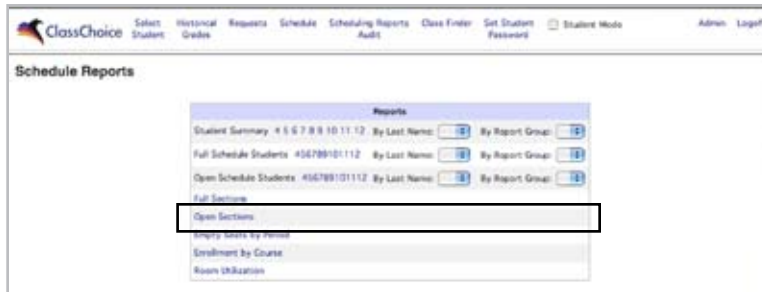 ClassChoice Select Student Historical Grades Requests Schedule Scheduling Reports Audit Class Finder Set Student Password Student Mode Admin Logoff
Schedule Reports
Reports
Student Summary 4 5 6 7 8 9 10 11 12 By Last Name: By Report Group:
Full Schedule Students 456789101112 By Last Name: By Report Group:
Open Schedule Students 456789101112 By Last Name: By Report Group:
Full Sections
Open Sections
Empty Seats by Period
Enrollment by Course
Room Utilization